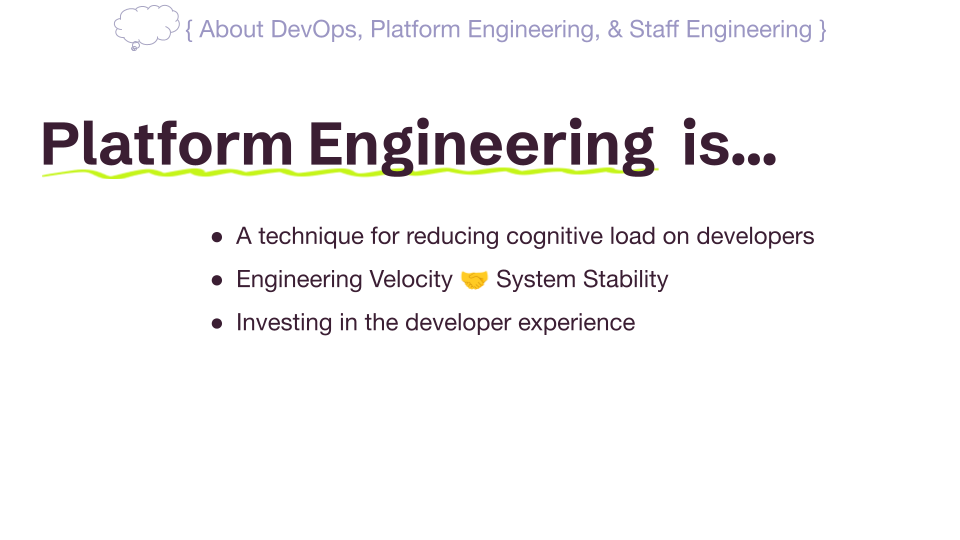 { About DevOps, Platform Engineering, & Staff Engineering }
Platform Engineering is...
● A technique for reducing cognitive load on developers
● Engineering Velocity 🤝 System Stability
● Investing in the developer experience